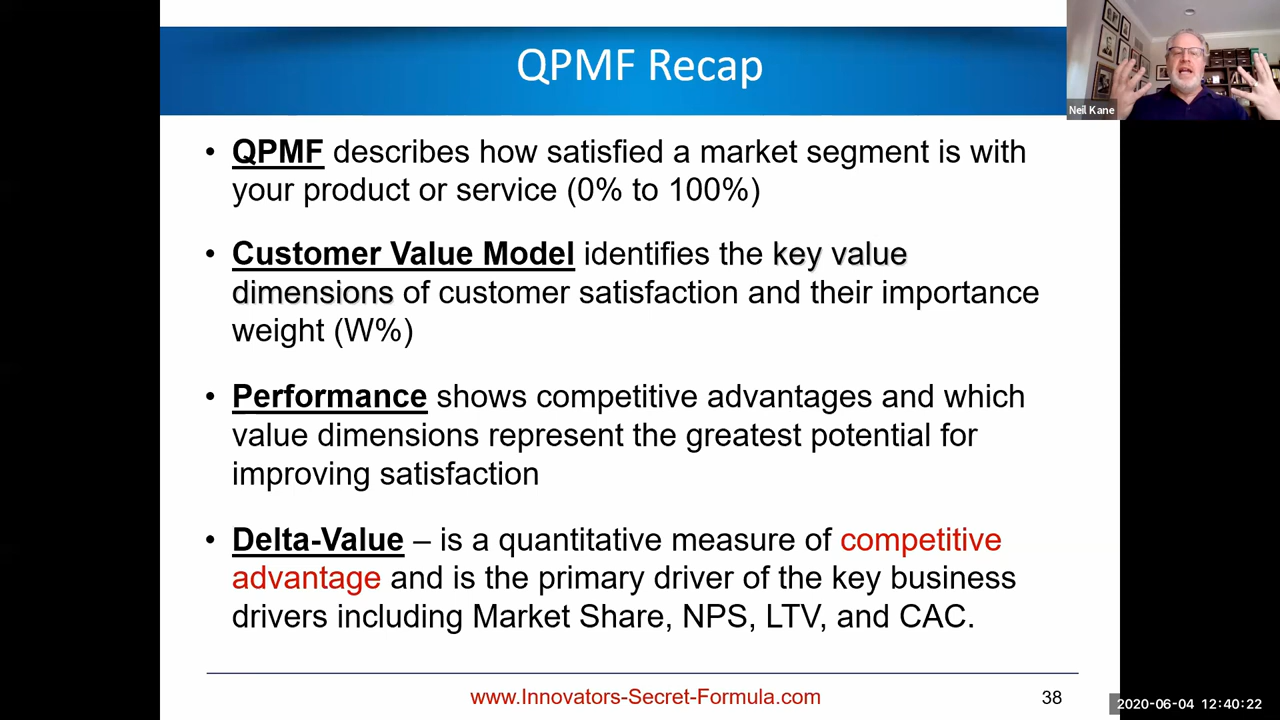 QPMF Recap
Neil Kane
• QPMF describes how satisfied a market segment is with
your product or service (0% to 100%)
• Customer Value Model identifies the key value
dimensions of customer satisfaction and their importance
weight (W%)
• Performance shows competitive advantages and which
value dimensions represent the greatest potential for
improving satisfaction
• Delta-Value – is a quantitative measure of competitive
advantage and is the primary driver of the key business
drivers including Market Share, NPS, LTV, and CAC.
www.Innovators-Secret-Formula.com
38
2020-06-04 12:40:22